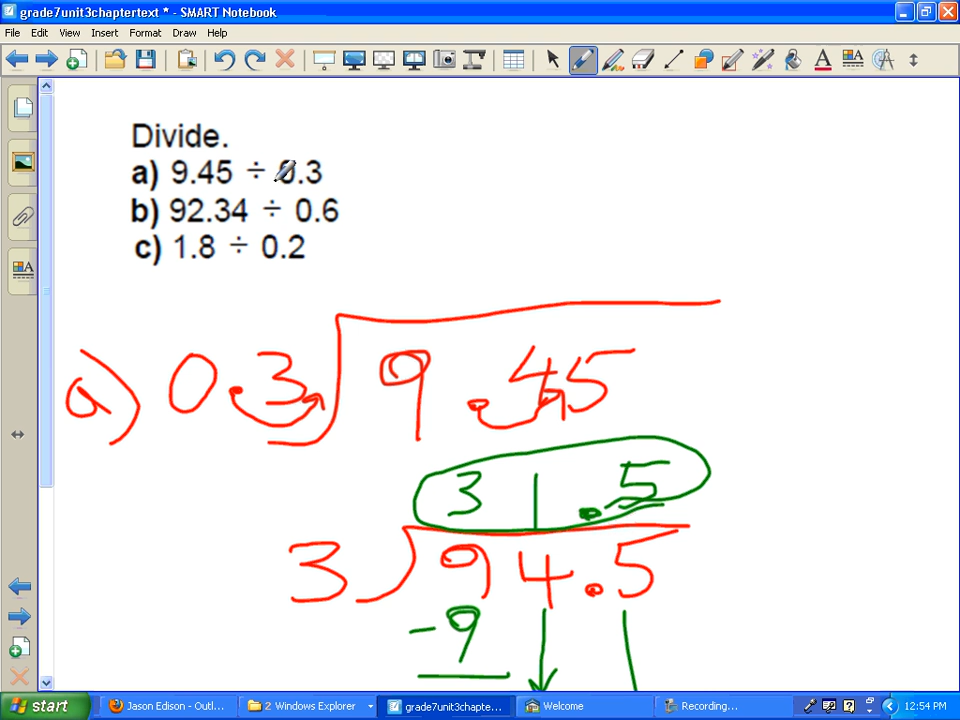 grade7unit3chaptertext * - SMART Notebook
File Edit View Insert Format Draw Help
Divide.
a) 9.45 ÷ 0.3
b) 92.34 ÷ 0.6
c) 1.8 ÷ 0.2
a) 0.3 9.45
31.5
3 94.5
-9
start Jason Edison - Outl... 2 Windows Explorer grade7unit3chapte... Welcome Recording... 12:54 PM